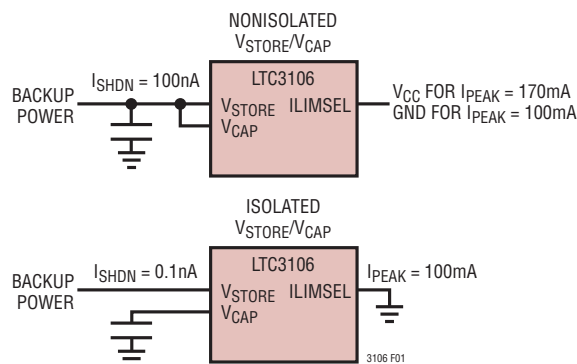 NONISOLATED
VSTORE/VCAP
ISHDN = 100nA
BACKUP
POWER
LTC3106
VSTORE ILIMSEL
VCAP
VCC FOR IPEAK = 170mA
GND FOR IPEAK = 100mA
ISOLATED
VSTORE/VCAP
ISHDN = 0.1nA
BACKUP
POWER
LTC3106
VSTORE ILIMSEL
VCAP
IPEAK = 100mA
3106 F01